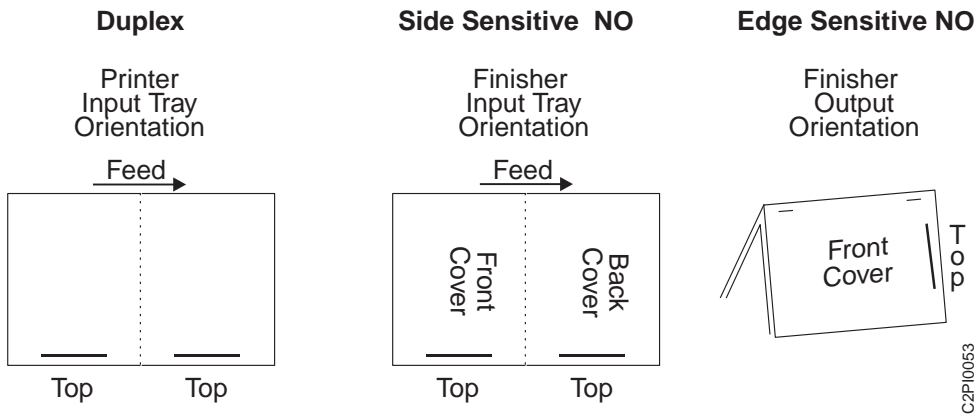 Duplex
Printer
Input Tray
Orientation
Feed
Top Top
Side Sensitive  NO
Finisher
Input Tray
Orientation
Feed
Front
Cover
Back
Cover
Top Top
Edge Sensitive NO
Finisher
Output
Orientation
Front
Cover
Top
C2PI0053